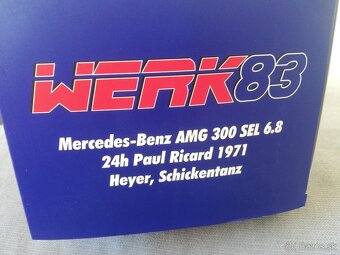 WERK83
Mercedes-Benz AMG 300 SEL 6.8
24h Paul Ricard 1971
Heyer, Schickentanz